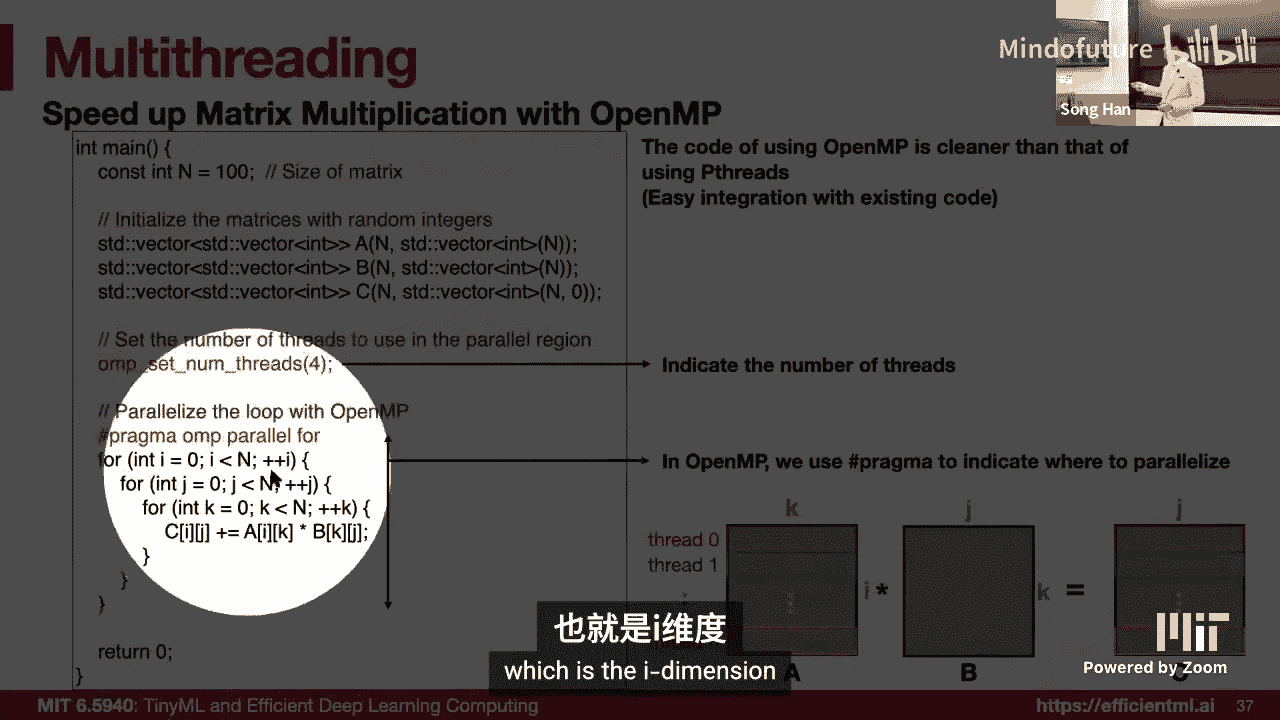 Multithreading
Mindofuture bilibili
Song Han
Speed up Matrix Multiplication with OpenMP
int main() {
const int N = 100; // Size of matrix
// Initialize the matrices with random integers
std::vector<std::vector<int>> A(N, std::vector<int>(N));
std::vector<std::vector<int>> B(N, std::vector<int>(N));
std::vector<std::vector<int>> C(N, std::vector<int>(N, 0));
// Set the number of threads to use in the parallel region
omp_set_num_threads(4);
// Parallelize the loop with OpenMP
#pragma omp parallel for
for (int i = 0; i < N; ++i) {
for (int j = 0; j < N; ++j) {
for (int k = 0; k < N; ++k) {
C[i][j] += A[i][k] * B[k][j];
}
}
}
return 0;
}
The code of using OpenMP is cleaner than that of
using Pthreads
(Easy integration with existing code)
Indicate the number of threads
In OpenMP, we use #pragma to indicate where to parallelize
k
j
j
thread 0
thread 1
i * k =
A
B
也就是i维度
which is the i-dimension
MIT
Powered by Zoom
MIT 6.5940: TinyML and Efficient Deep Learning Computing
https://efficientml.ai
37